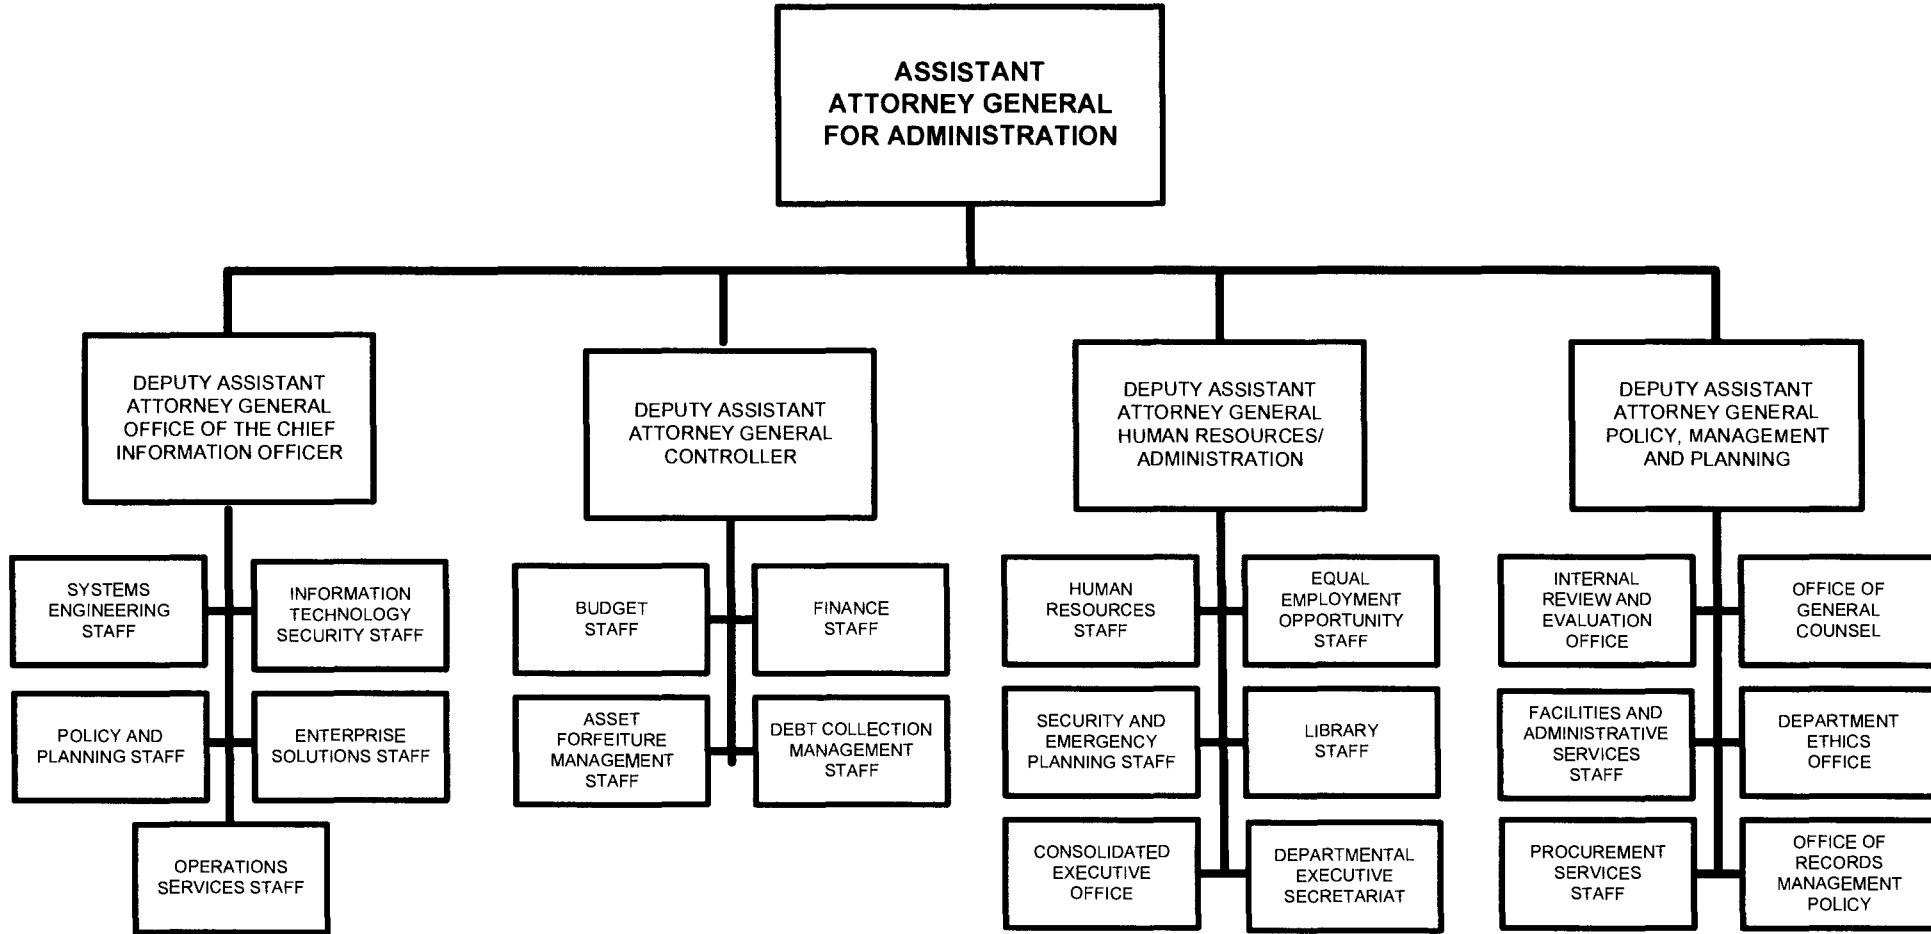 ASSISTANT
ATTORNEY GENERAL
FOR ADMINISTRATION
DEPUTY ASSISTANT
ATTORNEY GENERAL
OFFICE OF THE CHIEF
INFORMATION OFFICER
DEPUTY ASSISTANT
ATTORNEY GENERAL
CONTROLLER
DEPUTY ASSISTANT
ATTORNEY GENERAL
HUMAN RESOURCES/
ADMINISTRATION
DEPUTY ASSISTANT
ATTORNEY GENERAL
POLICY, MANAGEMENT
AND PLANNING
SYSTEMS
ENGINEERING
STAFF
INFORMATION
TECHNOLOGY
SECURITY STAFF
POLICY AND
PLANNING STAFF
ENTERPRISE
SOLUTIONS STAFF
OPERATIONS
SERVICES STAFF
BUDGET
STAFF
FINANCE
STAFF
ASSET
FORFEITURE
MANAGEMENT
STAFF
DEBT COLLECTION
MANAGEMENT
STAFF
HUMAN
RESOURCES
STAFF
EQUAL
EMPLOYMENT
OPPORTUNITY
STAFF
SECURITY AND
EMERGENCY
PLANNING STAFF
LIBRARY
STAFF
CONSOLIDATED
EXECUTIVE
OFFICE
DEPARTMENTAL
EXECUTIVE
SECRETARIAT
INTERNAL
REVIEW AND
EVALUATION
OFFICE
OFFICE OF
GENERAL
COUNSEL
FACILITIES AND
ADMINISTRATIVE
SERVICES
STAFF
DEPARTMENT
ETHICS
OFFICE
PROCUREMENT
SERVICES
STAFF
OFFICE OF
RECORDS
MANAGEMENT
POLICY